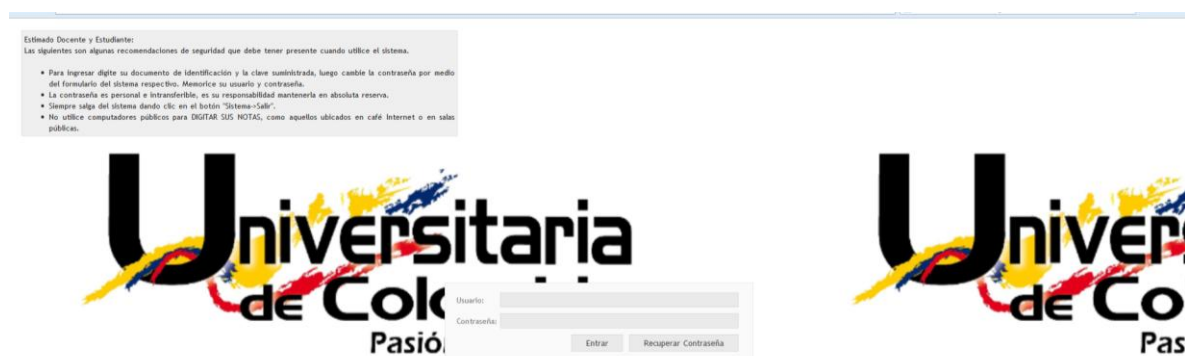 Estimado Docente y Estudiante:
Las siguientes son algunas recomendaciones de seguridad que debe tener presente cuando utilice el sistema.
• Para ingresar digite su documento de identificación y la clave suministrada, luego cambie la contraseña por medio
del formulario del sistema respectivo. Memorice su usuario y contraseña.
• La contraseña es personal e intransferible, es su responsabilidad mantenerla en absoluta reserva.
• Siempre salga del sistema dando clic en el botón "Sistema->Salir".
• No utilice computadores públicos para DIGITAR SUS NOTAS, como aquellos ubicados en café Internet o en salas
públicas.
Universitaria
de Col
Pasió
Usuario:
Contraseña:
Entrar Recuperar Contraseña
Univer
de Co
Pas